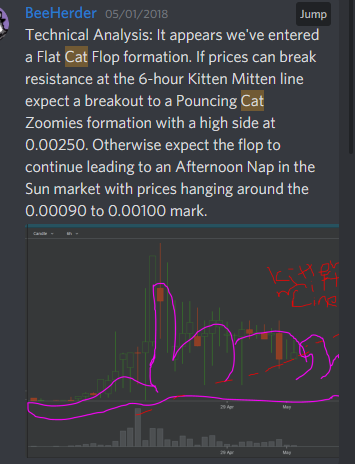 BeeHerder 05/01/2018
Jump
Technical Analysis: It appears we've entered
a Flat Cat Flop formation. If prices can break
resistance at the 6-hour Kitten Mitten line
expect a breakout to a Pouncing Cat
Zoomies formation with a high side at
0.00250. Otherwise expect the flop to
continue leading to an Afternoon Nap in the
Sun market with prices hanging around the
0.00090 to 0.00100 mark.
Candle 6h
Line
29 Apr May
29 Apr May